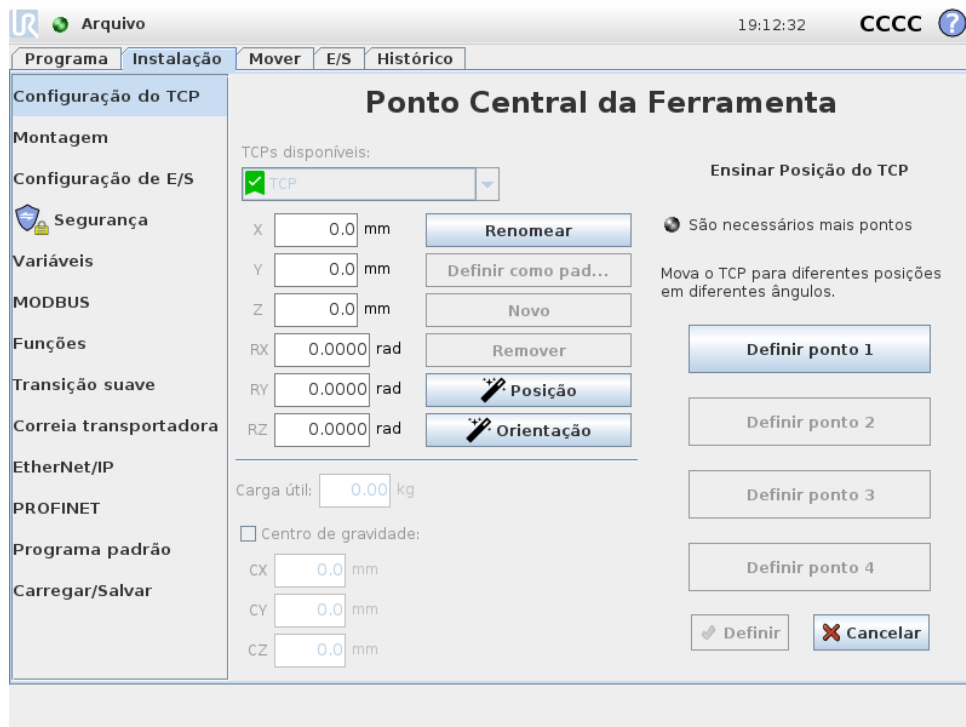 UR Arquivo 19:12:32 CCCC ?
Programa Instalação Mover E/S Histórico
Configuração do TCP
Montagem
Configuração de E/S
Segurança
Variáveis
MODBUS
Funções
Transição suave
Correia transportadora
EtherNet/IP
PROFINET
Programa padrão
Carregar/Salvar
Ponto Central da Ferramenta
TCPs disponíveis:
TCP
X 0.0 mm Renomear
Y 0.0 mm Definir como pad...
Z 0.0 mm Novo
RX 0.0000 rad Remover
RY 0.0000 rad Posição
RZ 0.0000 rad Orientação
Carga útil: 0.00 kg
Centro de gravidade:
CX 0.0 mm
CY 0.0 mm
CZ 0.0 mm
Ensinar Posição do TCP
São necessários mais pontos
Mova o TCP para diferentes posições
em diferentes ângulos.
Definir ponto 1
Definir ponto 2
Definir ponto 3
Definir ponto 4
Definir Cancelar